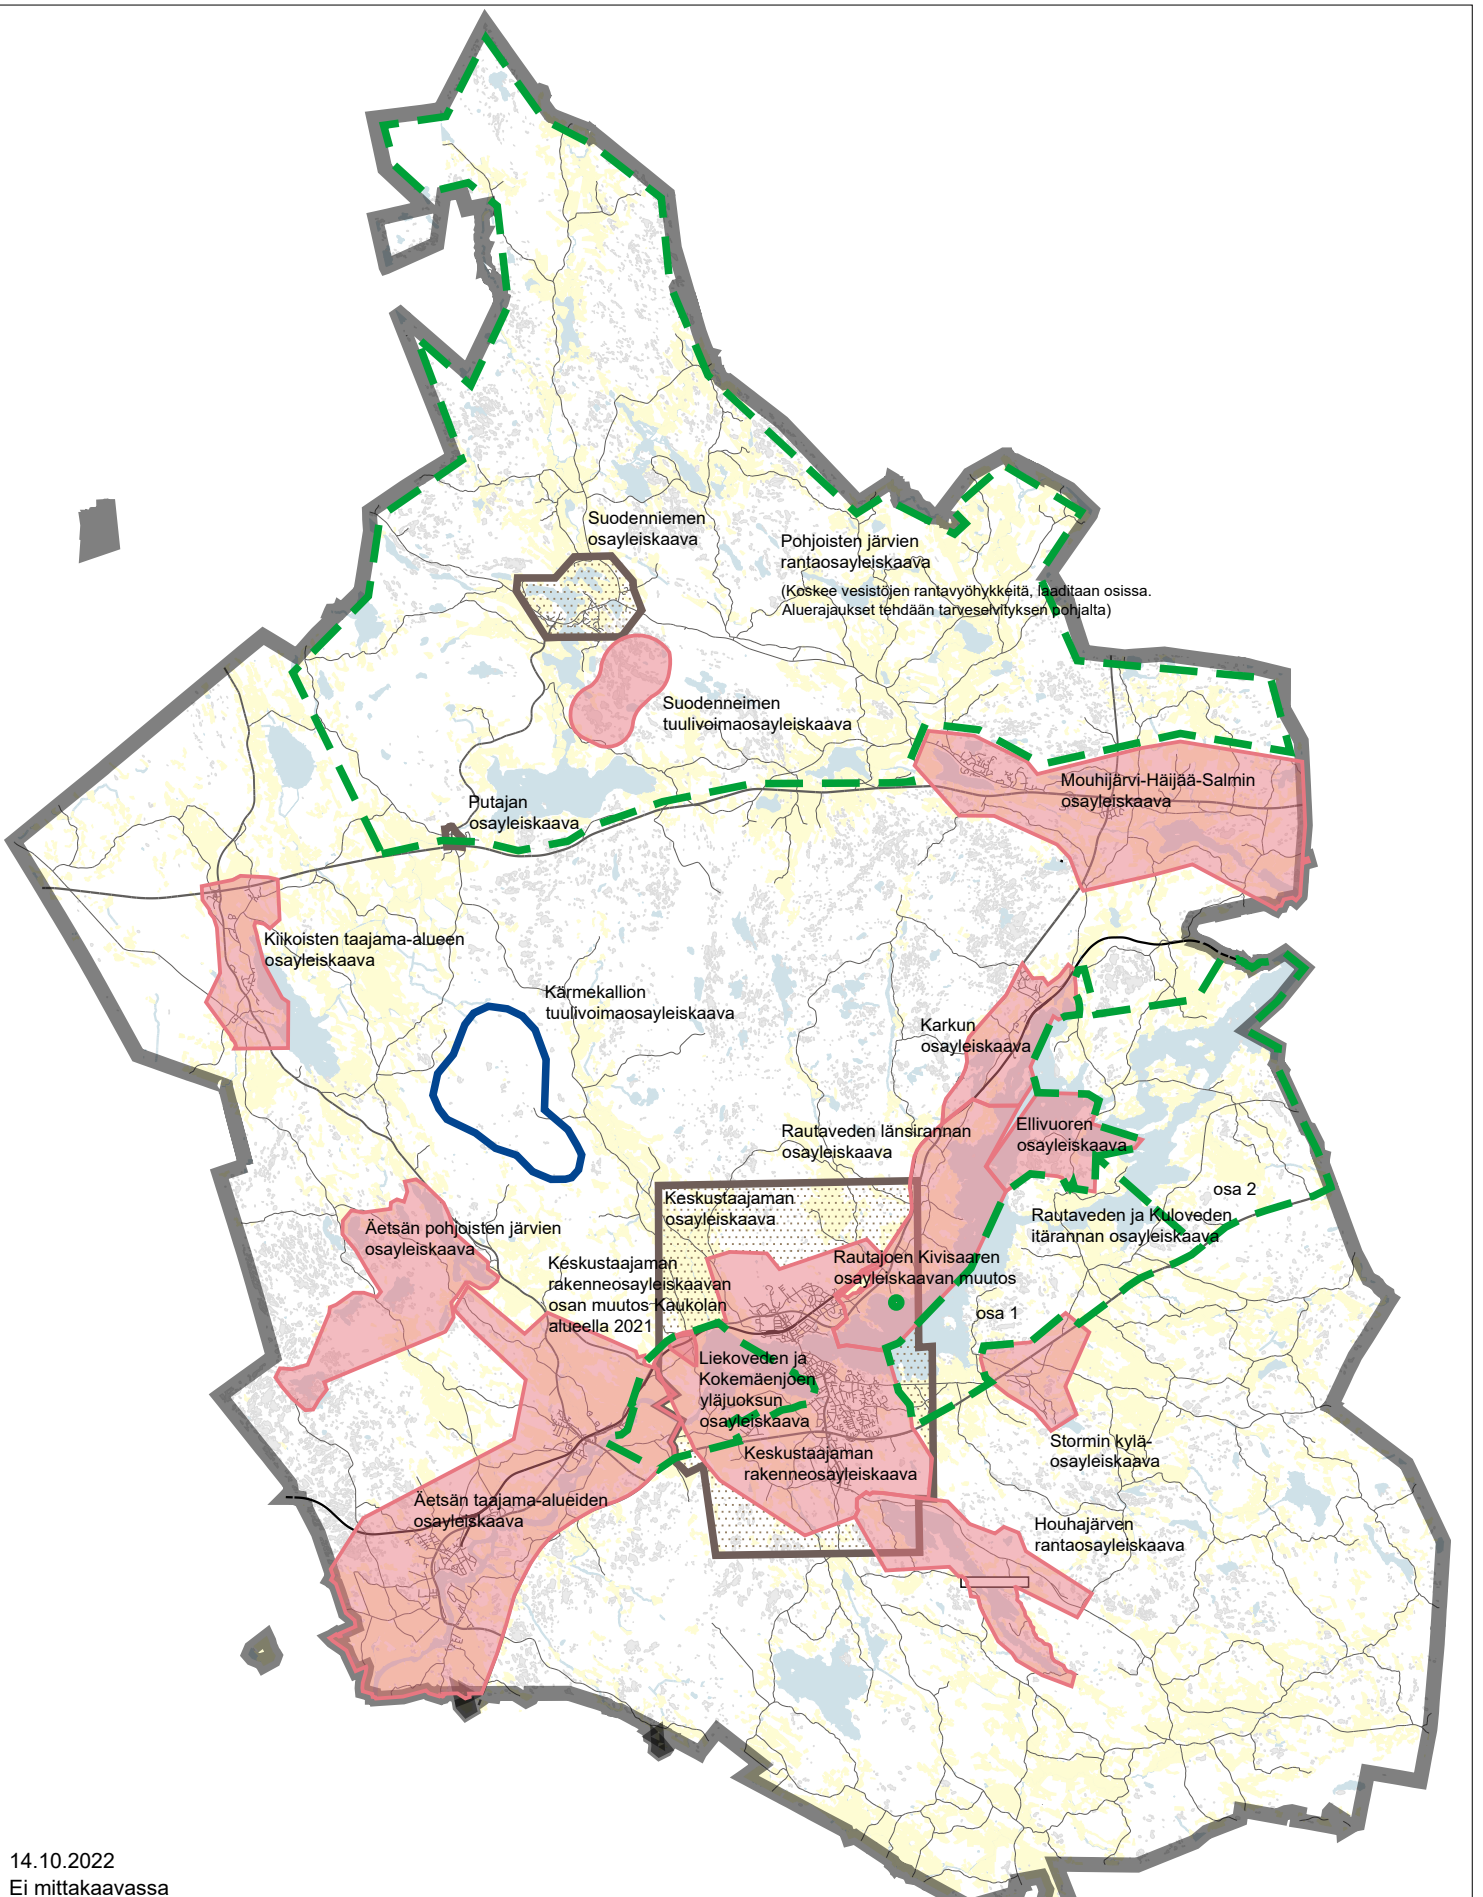 Suodenniemen
osayleiskaava
Pohjoisten järvien
rantaosayleiskaava
(Koskee vesistöjen rantavyöhykkeitä, laaditaan osissa.
Aluerajaukset tehdään tarveselvityksen pohjalta)
Suodenneimen
tuulivoimaosayleiskaava
Mouhijärvi-Häijää-Salmin
osayleiskaava
Putajan
osayleiskaava
Kiikoisten taajama-alueen
osayleiskaava
Kärmekallion
tuulivoimaosayleiskaava
Karkun
osayleiskaava
Rautaveden länsirannan
osayleiskaava
Ellivuoren
osayleiskaava
Keskustaajaman
osayleiskaava
osa 2
Rautaveden ja Kuloveden
itärannan osayleiskaava
Äetsän pohjoisten järvien
osayleiskaava
Keskustaajaman
rakenneosayleiskaavan
osan muutos Kaukolan
alueella 2021
Rautajoen Kivisaaren
osayleiskaavan muutos
osa 1
Liekoveden ja
Kokemäenjoen
yläjuoksun
osayleiskaava
Keskustaajaman
rakenneosayleiskaava
Stormin kylä-
osayleiskaava
Äetsän taajama-alueiden
osayleiskaava
Houhajärven
rantaosayleiskaava
14.10.2022
Ei mittakaavassa